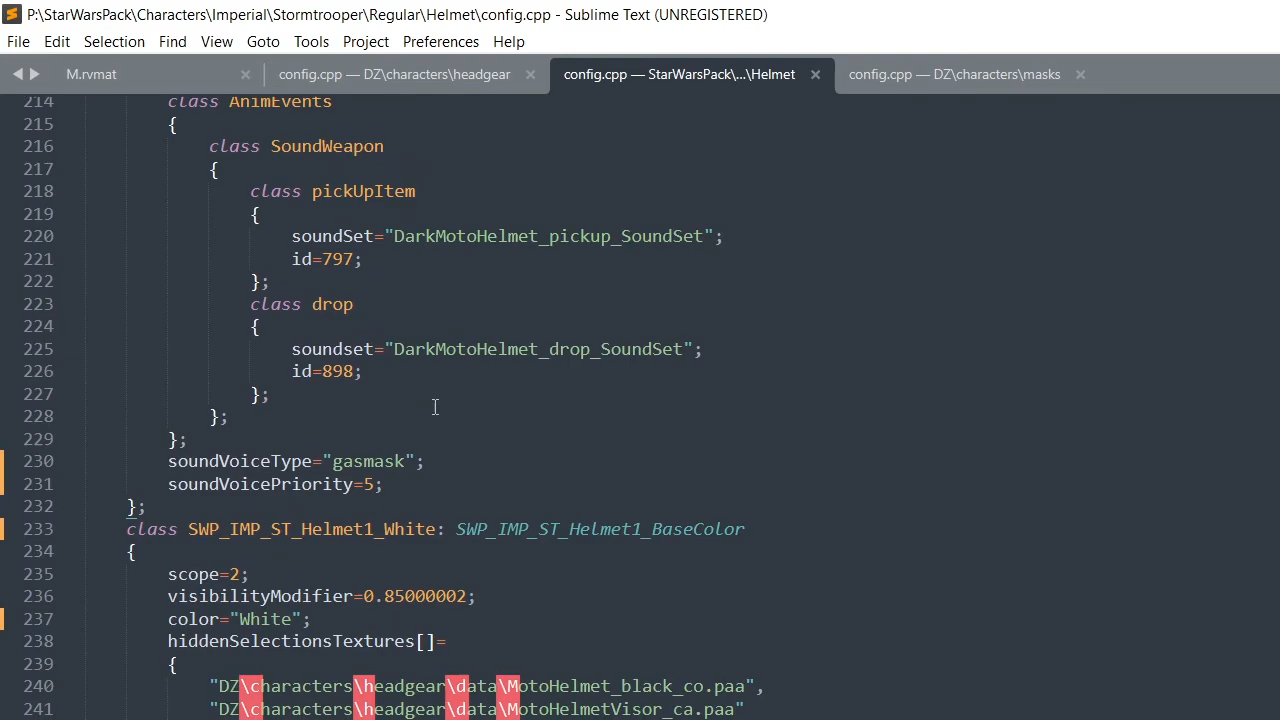 P:\StarWarsPack\Characters\Imperial\Stormtrooper\Regular\Helmet\config.cpp - Sublime Text (UNREGISTERED)
File Edit Selection Find View Goto Tools Project Preferences Help
M.rvmat × config.cpp — DZ\characters\headgear × config.cpp — StarWarsPack\...\Helmet × config.cpp — DZ\characters\masks ×
214 class AnimEvents
215 {
216 class SoundWeapon
217 {
218 class pickUpItem
219 {
220 soundSet="DarkMotoHelmet_pickup_SoundSet";
221 id=797;
222 };
223 class drop
224 {
225 soundset="DarkMotoHelmet_drop_SoundSet";
226 id=898;
227 };
228 };
229 };
230 soundVoiceType="gasmask";
231 soundVoicePriority=5;
232 };
233 class SWP_IMP_ST_Helmet1_White: SWP_IMP_ST_Helmet1_BaseColor
234 {
235 scope=2;
236 visibilityModifier=0.85000002;
237 color="White";
238 hiddenSelectionsTextures[]=
239 {
240 "DZ\characters\headgear\data\MotoHelmet_black_co.paa",
241 "DZ\characters\headgear\data\MotoHelmetVisor_ca.paa"